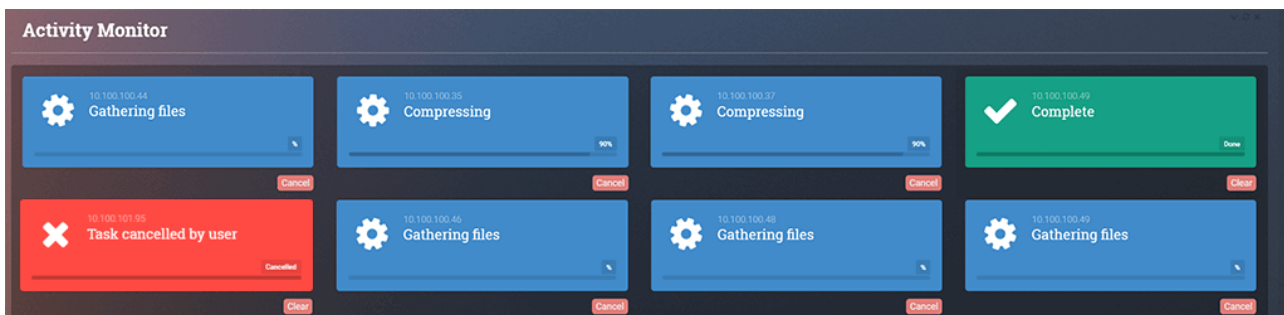 Activity Monitor
10.100.100.44
Gathering files
%
Cancel
10.100.100.35
Compressing
90%
Cancel
10.100.100.37
Compressing
90%
Cancel
10.100.100.49
Complete
Done
Clear
10.100.101.95
Task cancelled by user
Cancelled
Clear
10.100.100.46
Gathering files
%
Cancel
10.100.100.48
Gathering files
%
Cancel
10.100.100.49
Gathering files
%
Cancel